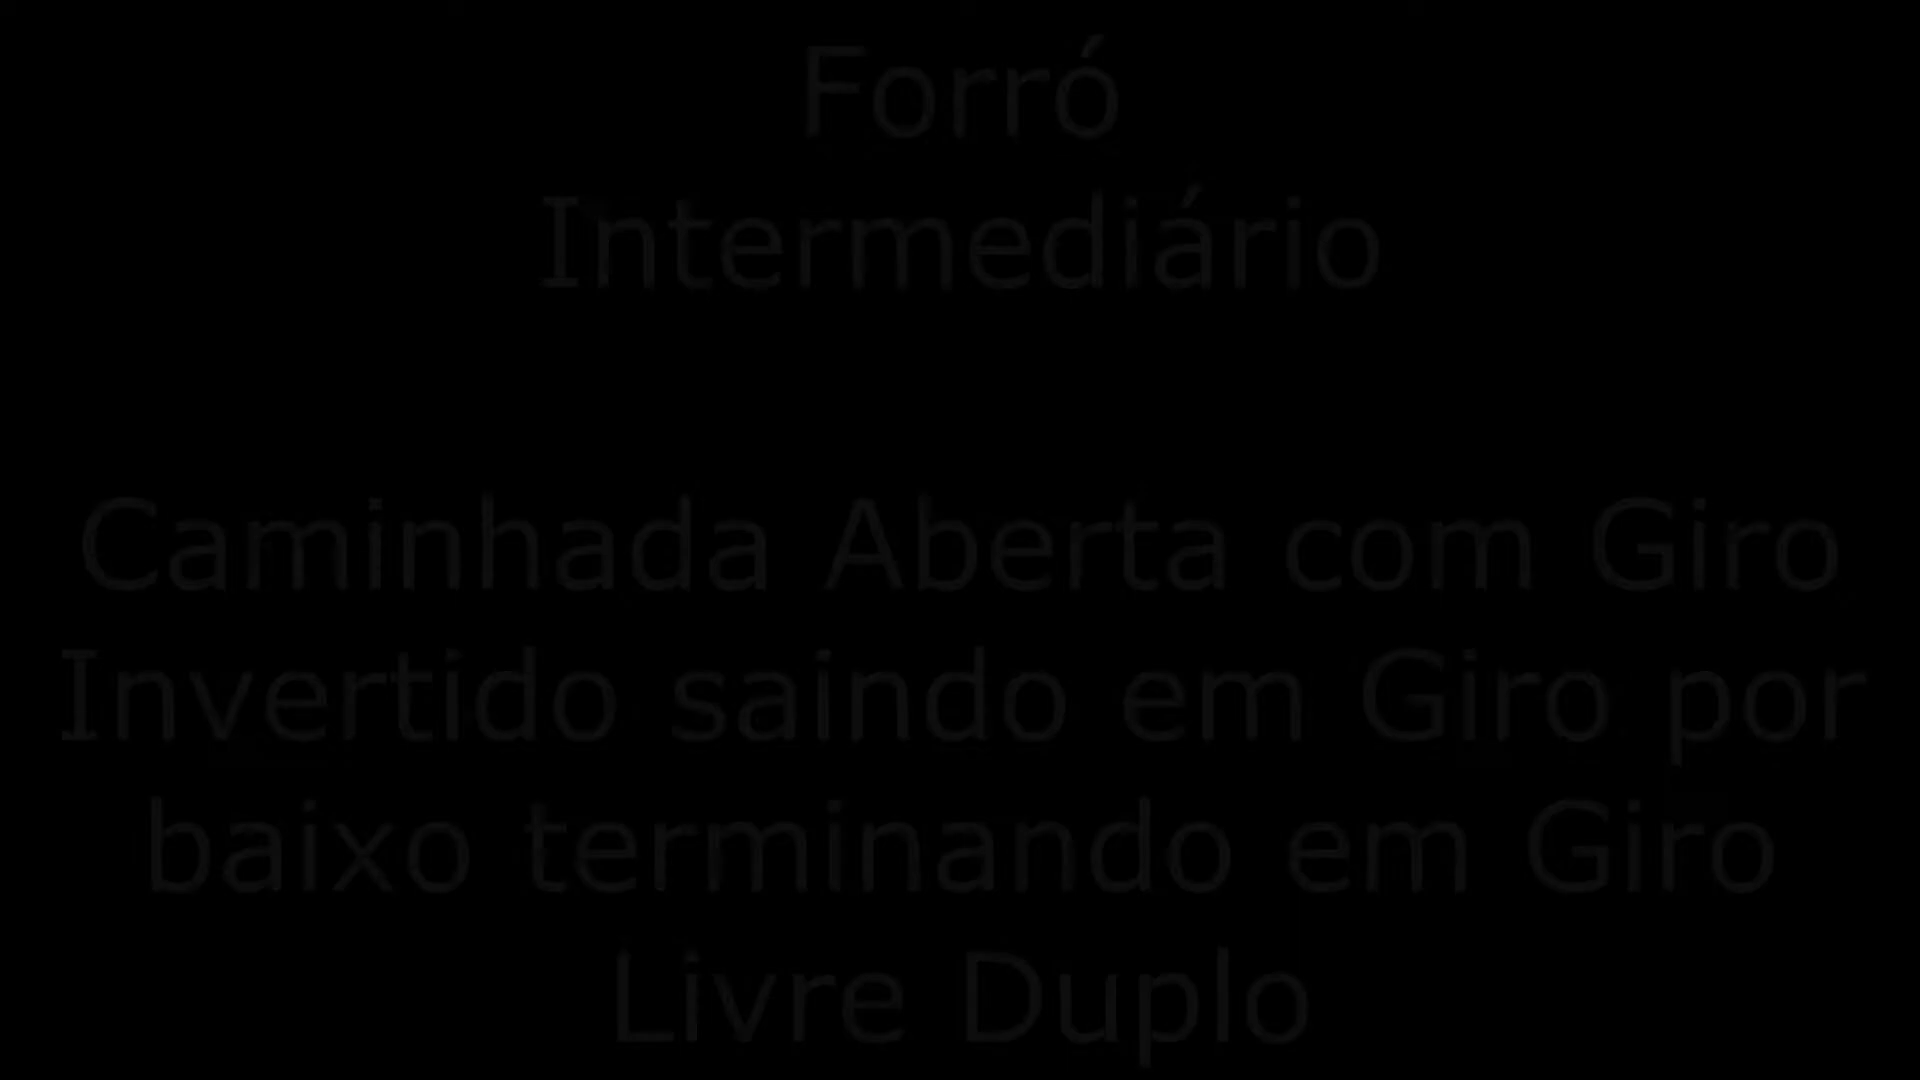 Forró
Intermediário
Caminhada Aberta com Giro
Invertido saindo em Giro por
baixo terminando em Giro
Livre Duplo